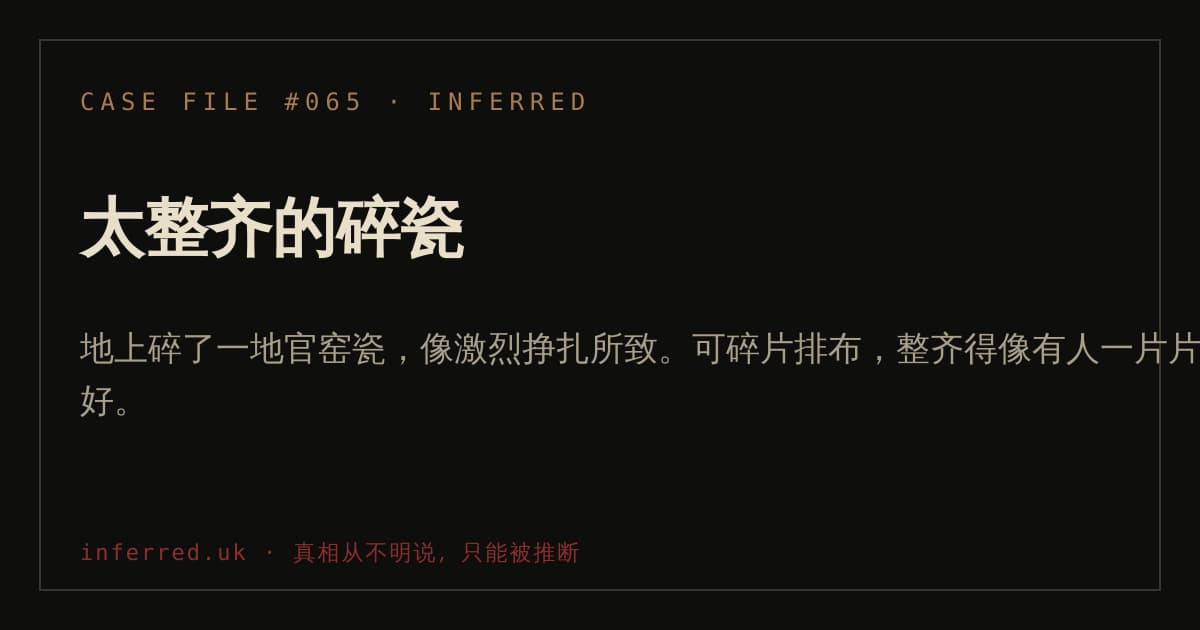 CASE FILE #065 · INFERRED
太整齐的碎瓷
地上碎了一地官窑瓷，像激烈挣扎所致。可碎片排布，整齐得像有人一片片
好。
inferred.uk · 真相从不明说，只能被推断